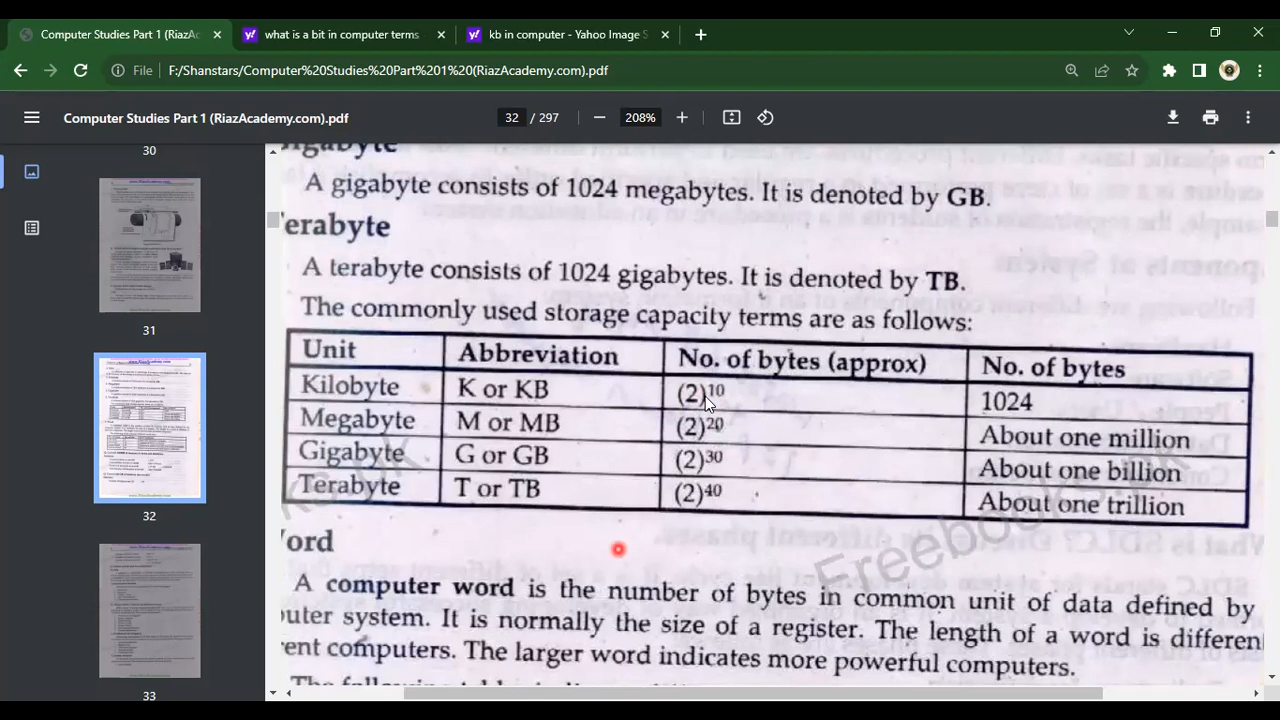 Computer Studies Part 1 (RiazA
what is a bit in computer terms
kb in computer - Yahoo Image S
File F:/Shanstars/Computer%20Studies%20Part%201%20(RiazAcademy.com).pdf
Computer Studies Part 1 (RiazAcademy.com).pdf
32 / 297
208%
30
31
32
33
igabyte
A gigabyte consists of 1024 megabytes. It is denoted by GB.
erabyte
A terabyte consists of 1024 gigabytes. It is denoted by TB.
The commonly used storage capacity terms are as follows:
Unit Abbreviation No. of bytes (approx) No. of bytes
Kilobyte K or KB (2)10 1024
Megabyte M or MB (2)20 About one million
Gigabyte G or GB (2)30 About one billion
Terabyte T or TB (2)40 About one trillion
ord
A computer word is the number of bytes in common unit of data defined by
puter system. It is normally the size of a register. The length of a word is differen
rent computers. The larger word indicates more powerful computers.
freebooks.pk